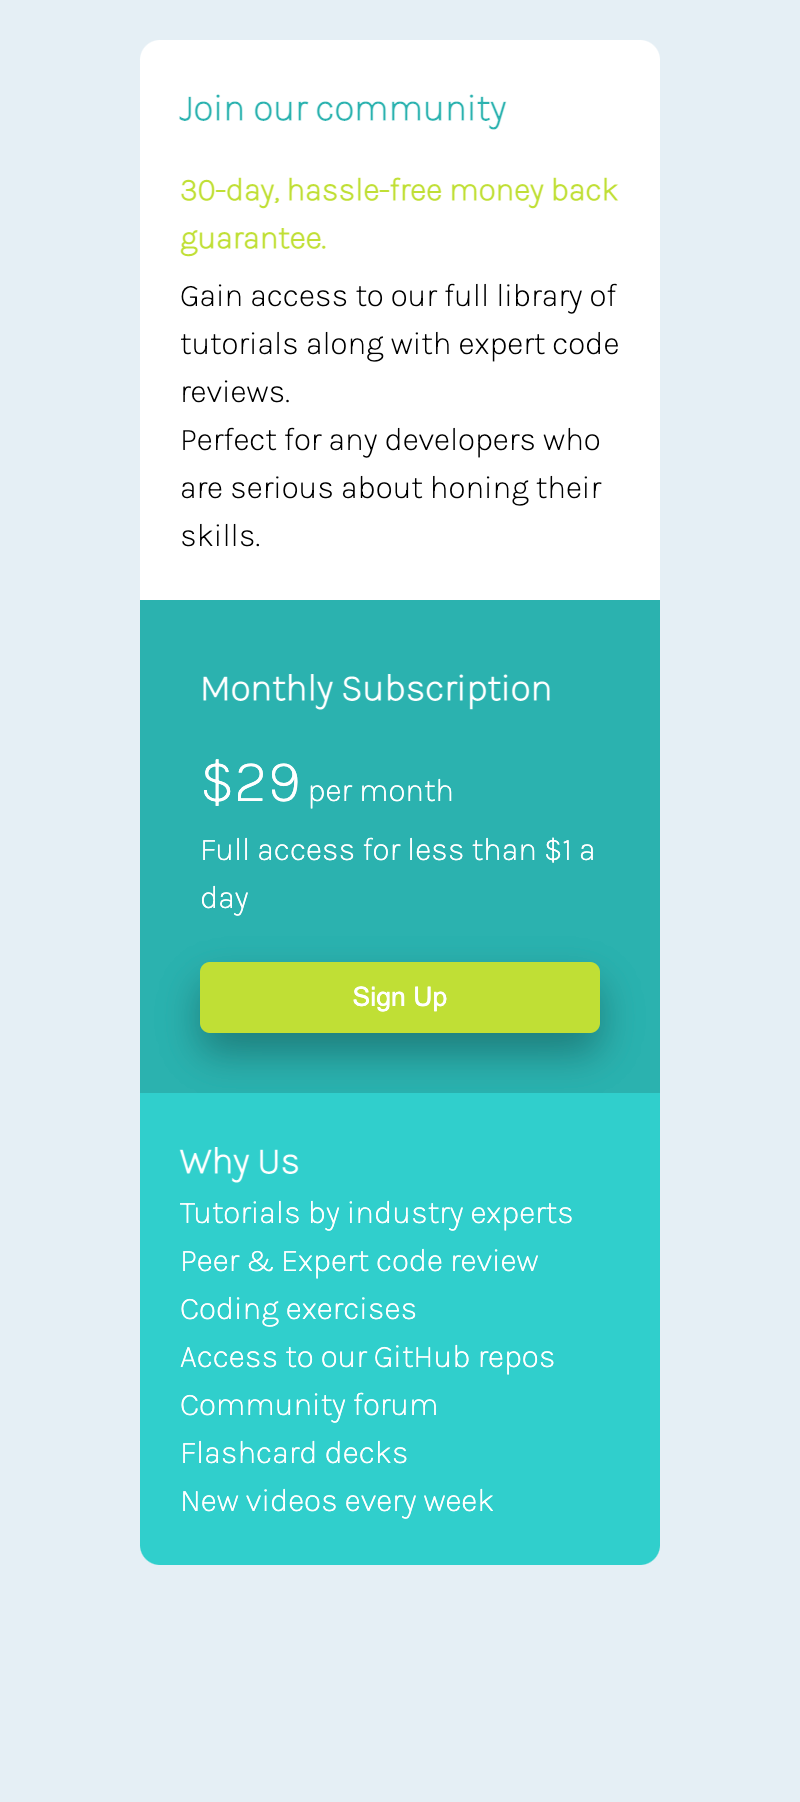 Join our community
30-day, hassle-free money back
guarantee.
Gain access to our full library of
tutorials along with expert code
reviews.
Perfect for any developers who
are serious about honing their
skills.
Monthly Subscription
$29 per month
Full access for less than $1 a
day
Sign Up
Why Us
Tutorials by industry experts
Peer & Expert code review
Coding exercises
Access to our GitHub repos
Community forum
Flashcard decks
New videos every week